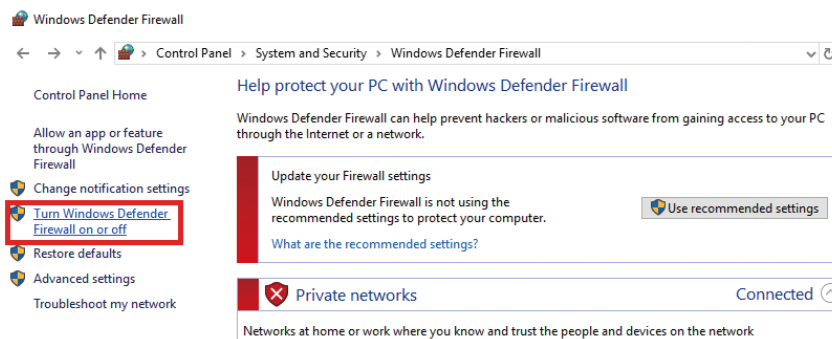 Windows Defender Firewall
Control Panel > System and Security > Windows Defender Firewall
Control Panel Home
Allow an app or feature
through Windows Defender
Firewall
Change notification settings
Turn Windows Defender
Firewall on or off
Restore defaults
Advanced settings
Troubleshoot my network
Help protect your PC with Windows Defender Firewall
Windows Defender Firewall can help prevent hackers or malicious software from gaining access to your PC
through the Internet or a network.
Update your Firewall settings
Windows Defender Firewall is not using the
recommended settings to protect your computer.
Use recommended settings
What are the recommended settings?
Private networks
Connected
Networks at home or work where you know and trust the people and devices on the network